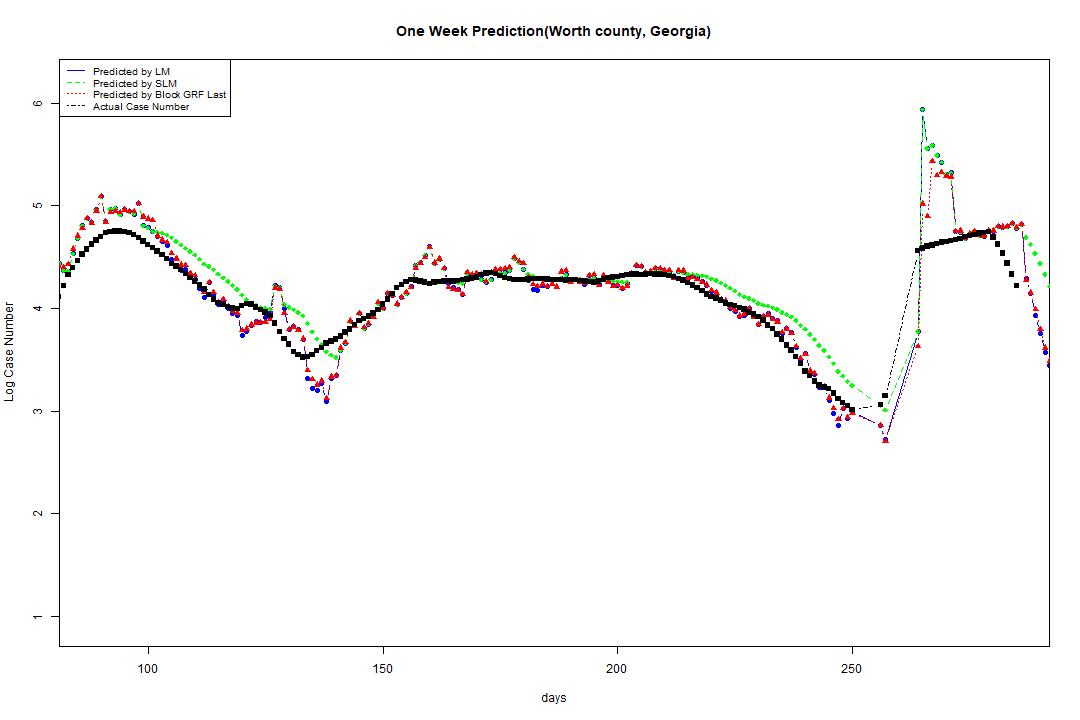 One Week Prediction(Worth county, Georgia)
Predicted by LM
Predicted by SLM
Predicted by Block GRF Last
Actual Case Number
6
5
4
3
2
1
Log Case Number
100 150 200 250
days